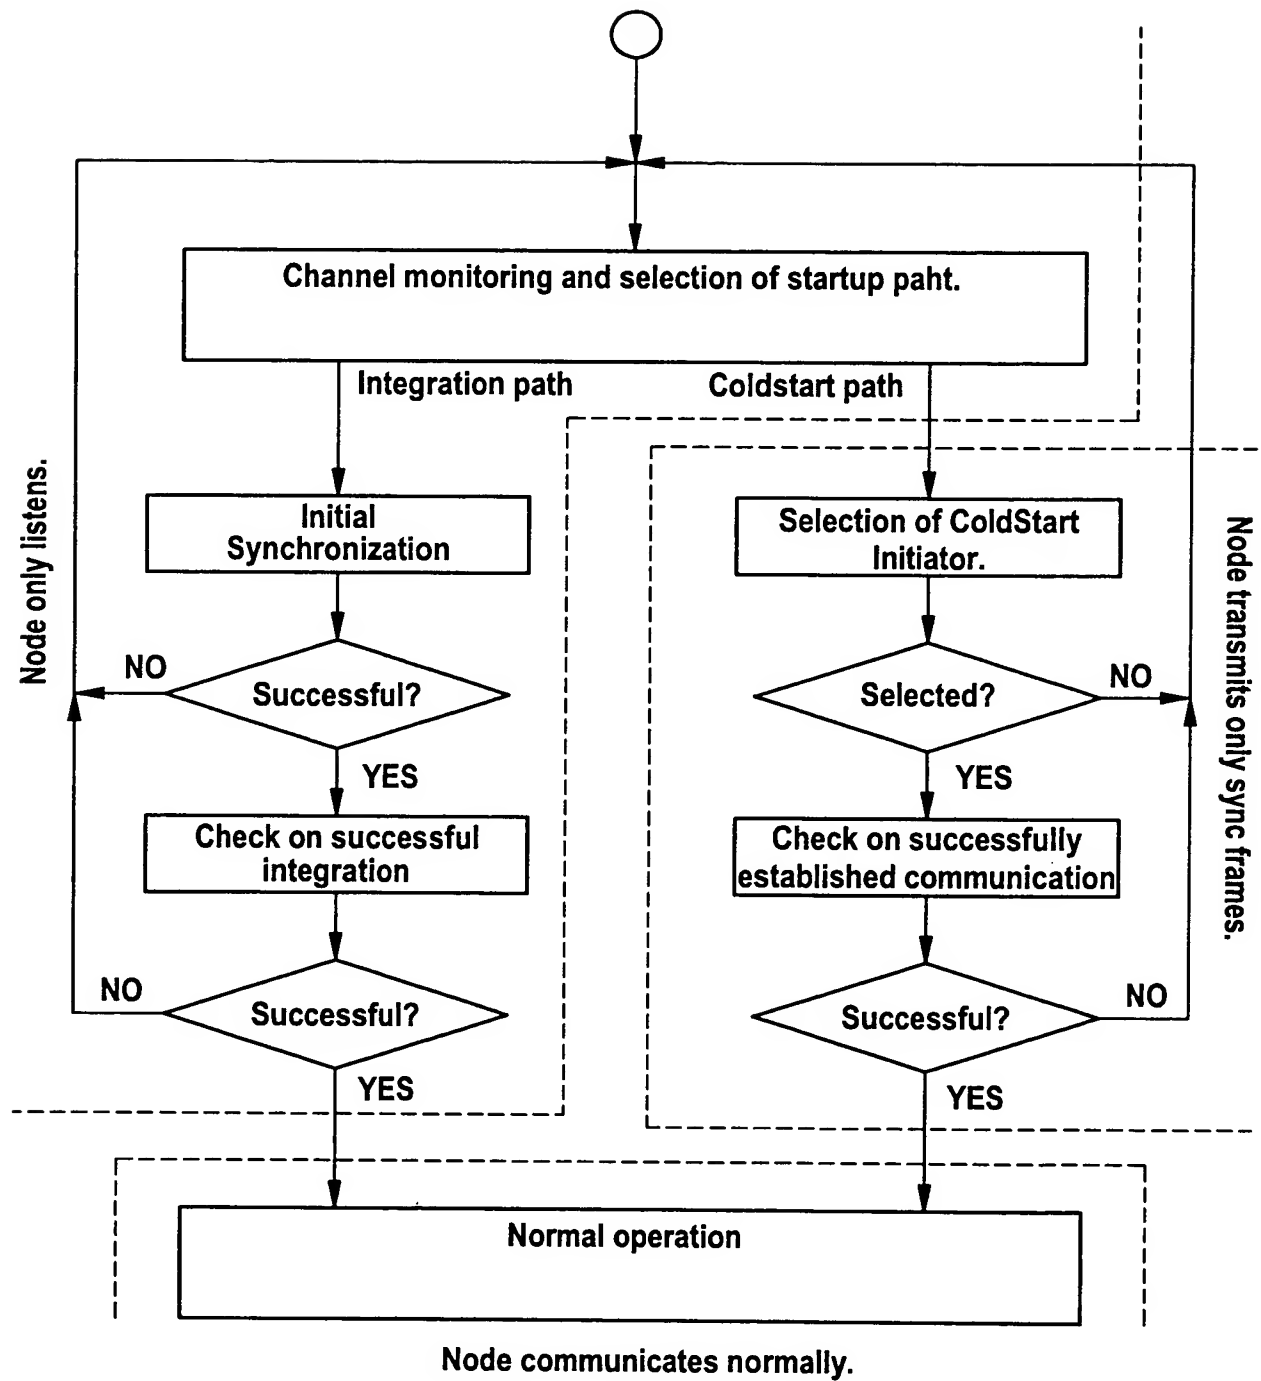 Channel monitoring and selection of startup paht.
Integration path
Coldstart path
Node only listens.
Initial
Synchronization
Selection of ColdStart
Initiator.
Node transmits only sync frames.
NO
Successful?
Selected?
NO
YES
YES
Check on successful
integration
Check on successfully
established communication
NO
Successful?
Successful?
NO
YES
YES
Normal operation
Node communicates normally.